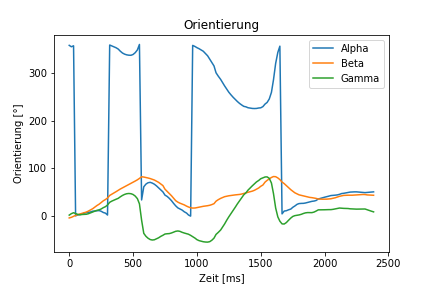 Orientierung
Alpha
Beta
Gamma
Orientierung [°]
300
200
100
0
0
500
1000
1500
2000
2500
Zeit [ms]